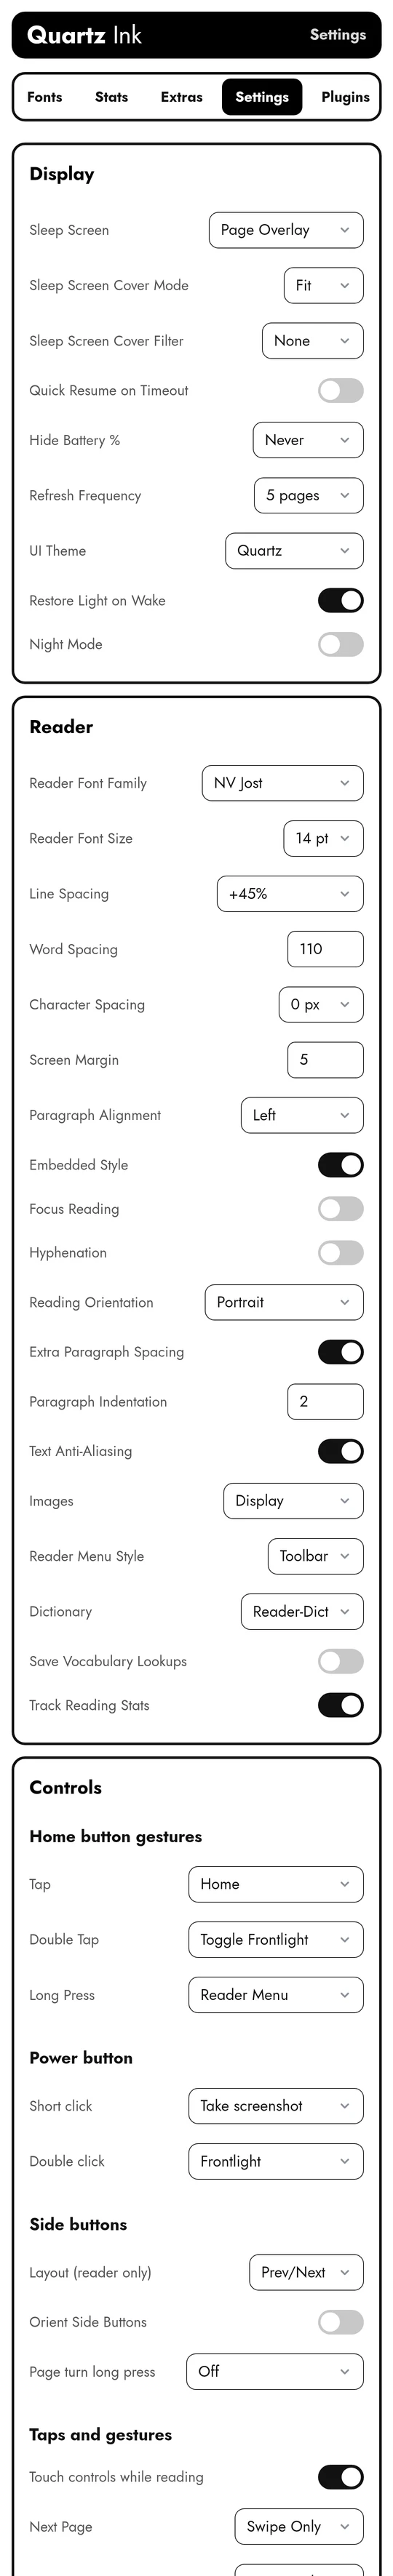 Quartz Ink Settings
Fonts Stats Extras Settings Plugins
Display
Sleep Screen Page Overlay
Sleep Screen Cover Mode Fit
Sleep Screen Cover Filter None
Quick Resume on Timeout
Hide Battery % Never
Refresh Frequency 5 pages
UI Theme Quartz
Restore Light on Wake
Night Mode
Reader
Reader Font Family NV Jost
Reader Font Size 14 pt
Line Spacing +45%
Word Spacing 110
Character Spacing 0 px
Screen Margin 5
Paragraph Alignment Left
Embedded Style
Focus Reading
Hyphenation
Reading Orientation Portrait
Extra Paragraph Spacing
Paragraph Indentation 2
Text Anti-Aliasing
Images Display
Reader Menu Style Toolbar
Dictionary Reader-Dict
Save Vocabulary Lookups
Track Reading Stats
Controls
Home button gestures
Tap Home
Double Tap Toggle Frontlight
Long Press Reader Menu
Power button
Short click Take screenshot
Double click Frontlight
Side buttons
Layout (reader only) Prev/Next
Orient Side Buttons
Page turn long press Off
Taps and gestures
Touch controls while reading
Next Page Swipe Only